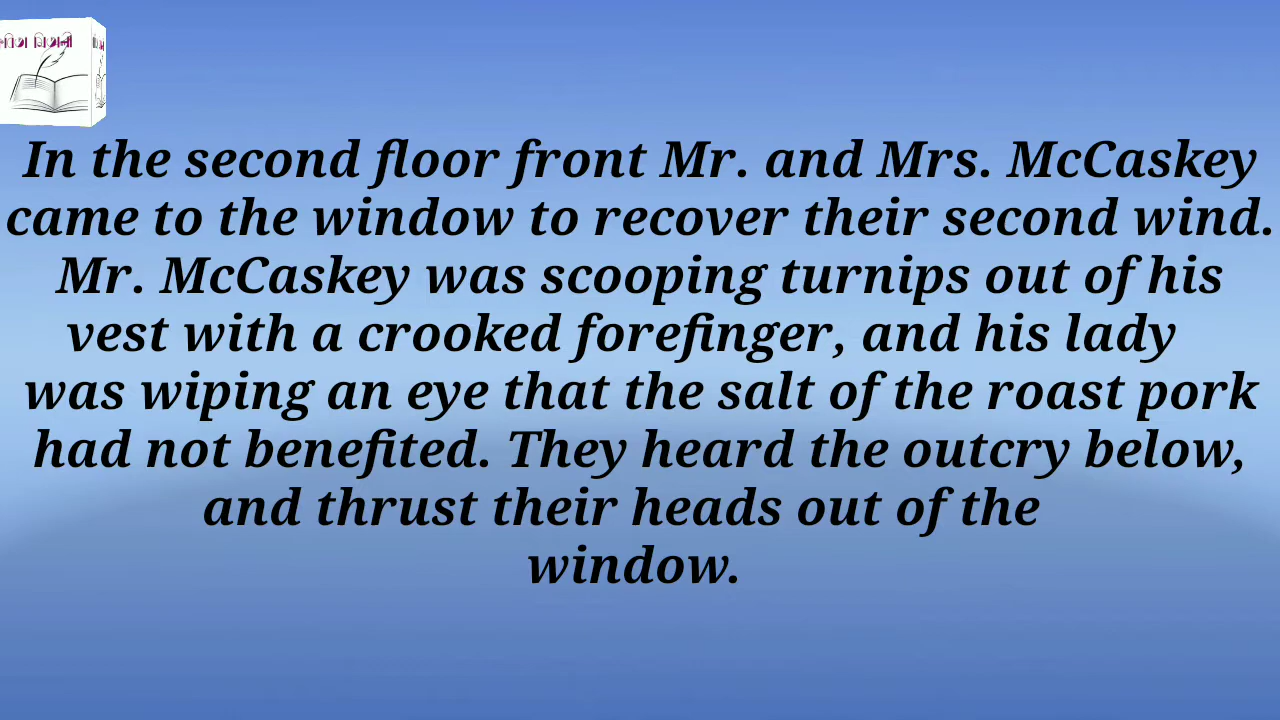 In the second floor front Mr. and Mrs. McCaskey
came to the window to recover their second wind.
Mr. McCaskey was scooping turnips out of his
vest with a crooked forefinger, and his lady
was wiping an eye that the salt of the roast pork
had not benefited. They heard the outcry below,
and thrust their heads out of the
window.